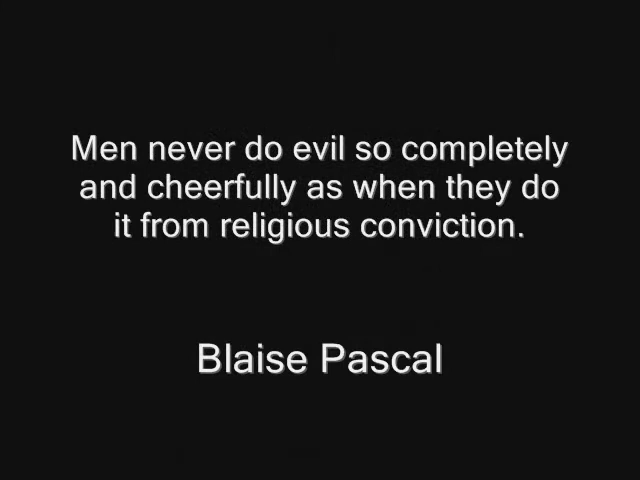 Men never do evil so completely
and cheerfully as when they do
it from religious conviction.
Blaise Pascal